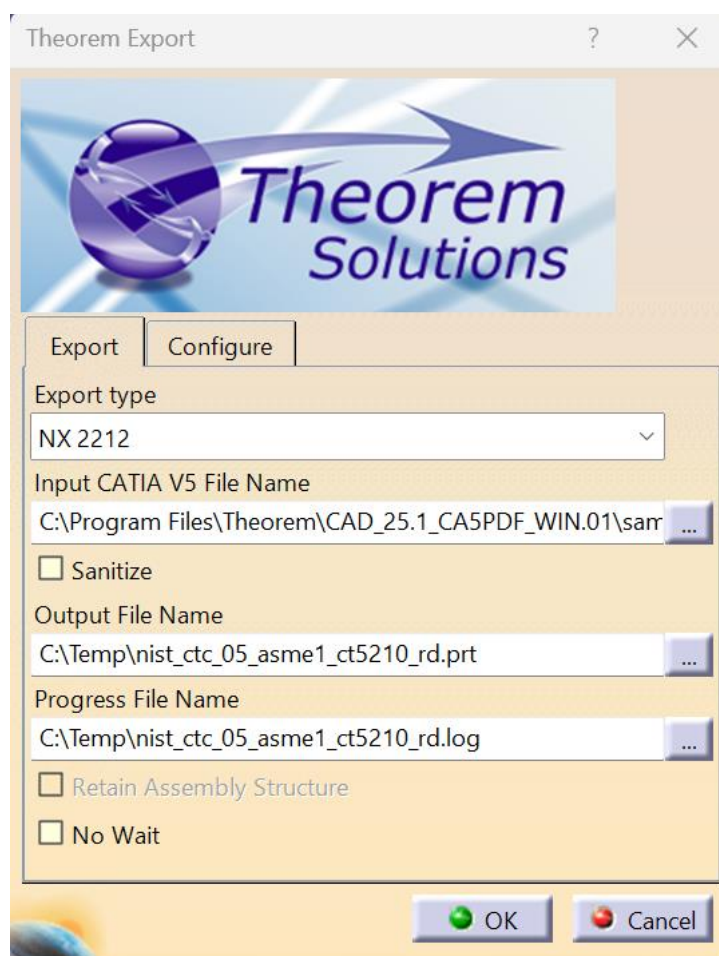 Theorem Export ? ×
Theorem
Solutions
Export Configure
Export type
NX 2212
Input CATIA V5 File Name
C:\Program Files\Theorem\CAD_25.1_CA5PDF_WIN.01\sam ...
Sanitize
Output File Name
C:\Temp\nist_ctc_05_asme1_ct5210_rd.prt ...
Progress File Name
C:\Temp\nist_ctc_05_asme1_ct5210_rd.log ...
Retain Assembly Structure
No Wait
OK Cancel